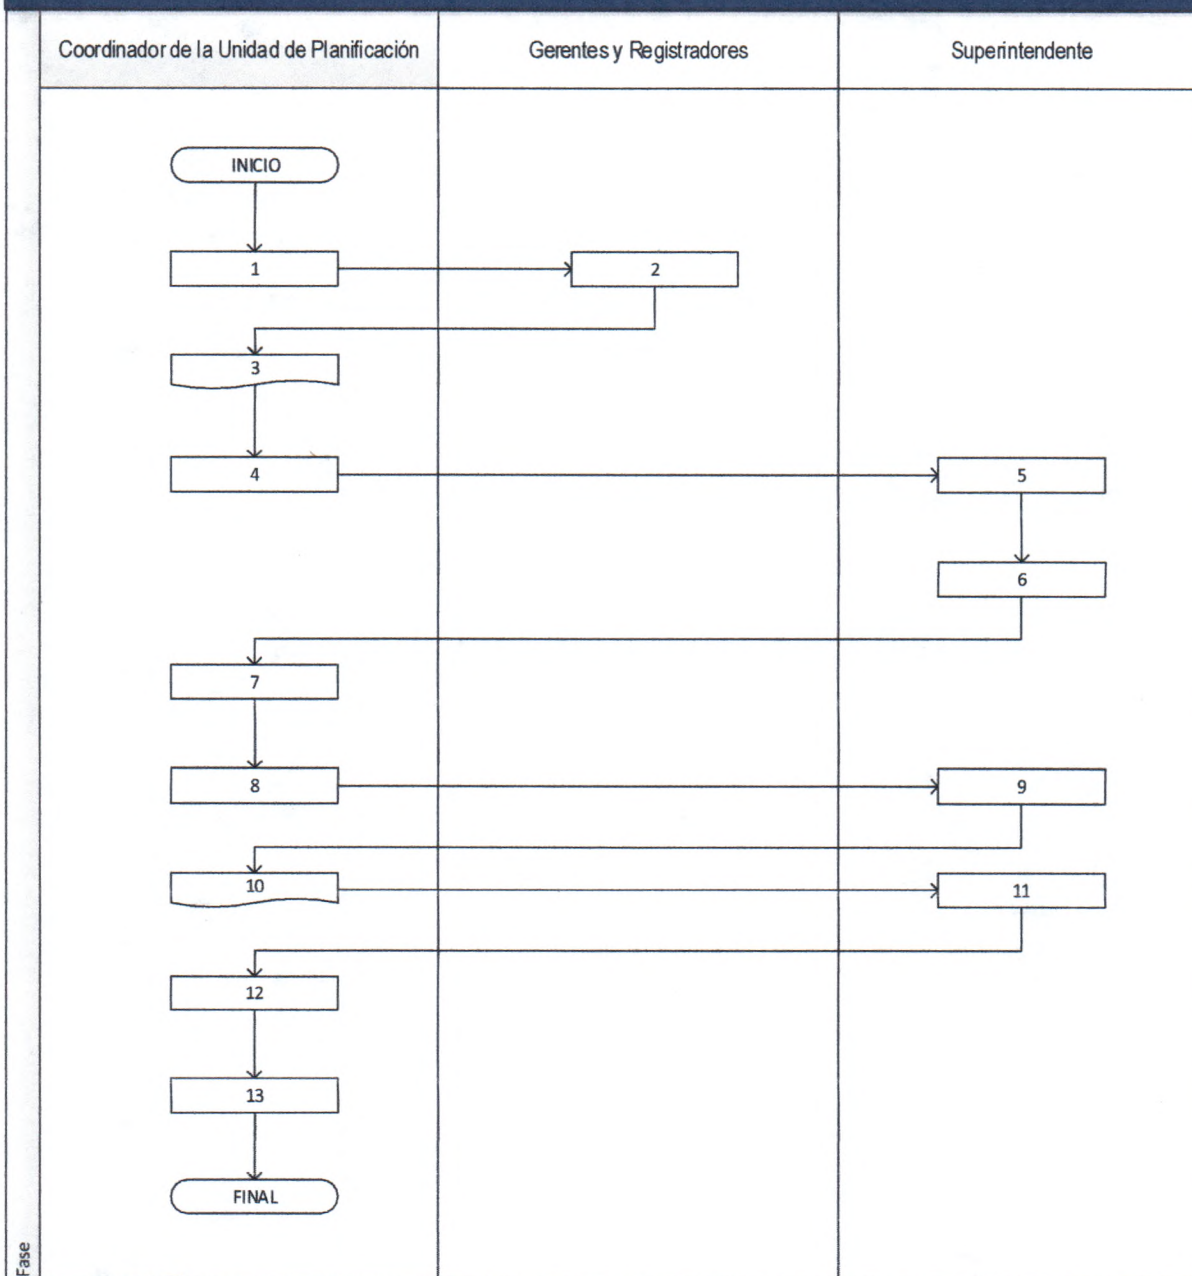 Coordinador de la Unidad de Planificación
Gerentes y Registradores
Superintendente
INICIO
1
2
3
4
5
6
7
8
9
10
11
12
13
FINAL
Fase